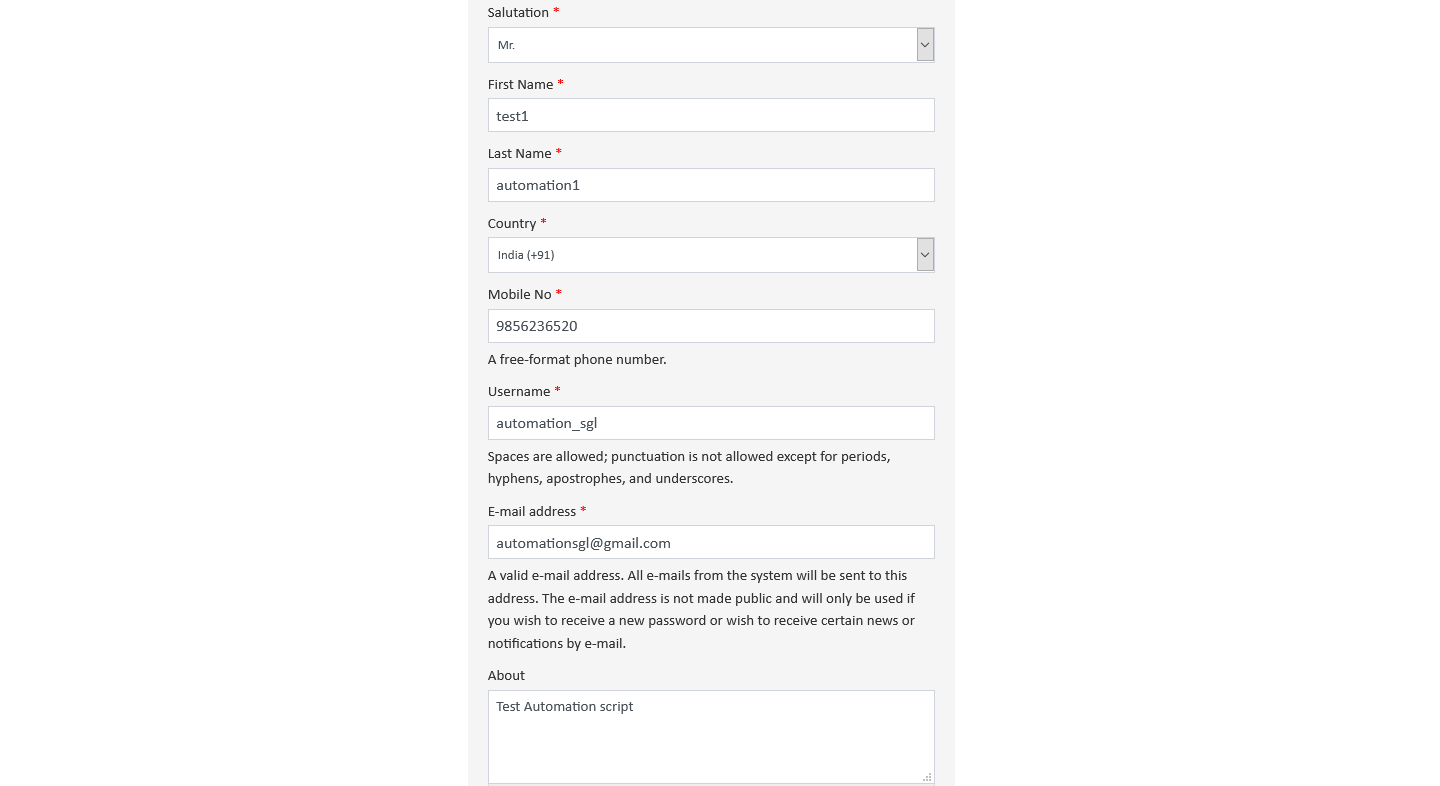 Salutation *
Mr.
First Name *
test1
Last Name *
automation1
Country *
India (+91)
Mobile No *
9856236520
A free-format phone number.
Username *
automation_sgl
Spaces are allowed; punctuation is not allowed except for periods,
hyphens, apostrophes, and underscores.
E-mail address *
automationsgl@gmail.com
A valid e-mail address. All e-mails from the system will be sent to this
address. The e-mail address is not made public and will only be used if
you wish to receive a new password or wish to receive certain news or
notifications by e-mail.
About
Test Automation script